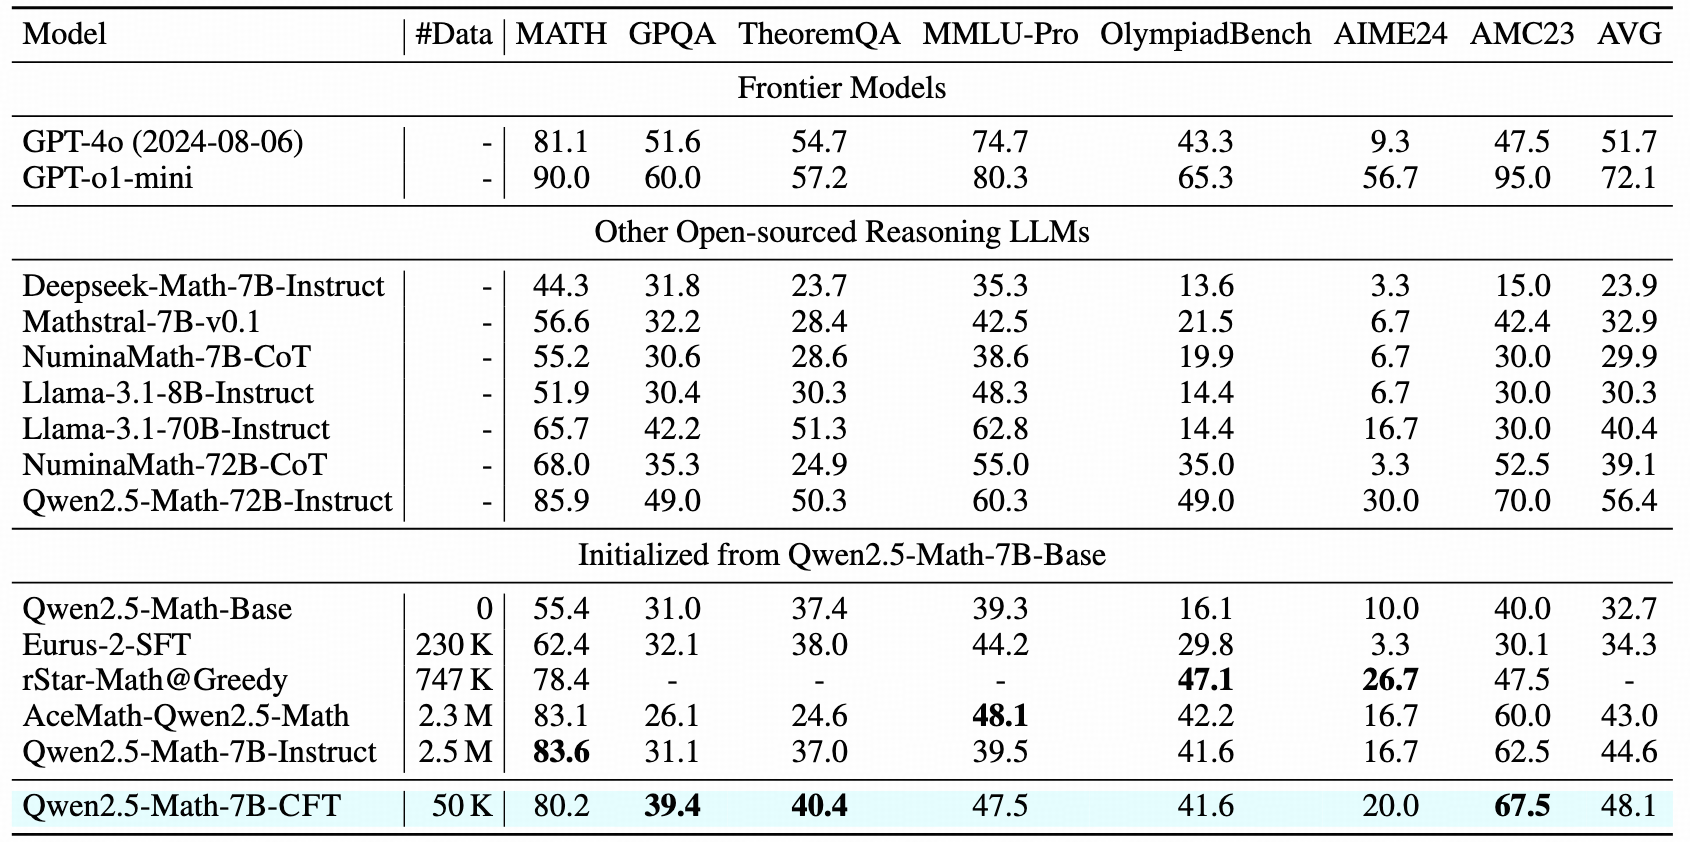 Model #Data MATH GPQA TheoremQA MMLU-Pro OlympiadBench AIME24 AMC23 AVG
Frontier Models
GPT-4o (2024-08-06) - 81.1 51.6 54.7 74.7 43.3 9.3 47.5 51.7
GPT-o1-mini - 90.0 60.0 57.2 80.3 65.3 56.7 95.0 72.1
Other Open-sourced Reasoning LLMs
Deepseek-Math-7B-Instruct - 44.3 31.8 23.7 35.3 13.6 3.3 15.0 23.9
Mathstral-7B-v0.1 - 56.6 32.2 28.4 42.5 21.5 6.7 42.4 32.9
NuminaMath-7B-CoT - 55.2 30.6 28.6 38.6 19.9 6.7 30.0 29.9
Llama-3.1-8B-Instruct - 51.9 30.4 30.3 48.3 14.4 6.7 30.0 30.3
Llama-3.1-70B-Instruct - 65.7 42.2 51.3 62.8 14.4 16.7 30.0 40.4
NuminaMath-72B-CoT - 68.0 35.3 24.9 55.0 35.0 3.3 52.5 39.1
Qwen2.5-Math-72B-Instruct - 85.9 49.0 50.3 60.3 49.0 30.0 70.0 56.4
Initialized from Qwen2.5-Math-7B-Base
Qwen2.5-Math-Base 0 55.4 31.0 37.4 39.3 16.1 10.0 40.0 32.7
Eurus-2-SFT 230 K 62.4 32.1 38.0 44.2 29.8 3.3 30.1 34.3
rStar-Math@Greedy 747 K 78.4 - - - 47.1 26.7 47.5 -
AceMath-Qwen2.5-Math 2.3 M 83.1 26.1 24.6 48.1 42.2 16.7 60.0 43.0
Qwen2.5-Math-7B-Instruct 2.5 M 83.6 31.1 37.0 39.5 41.6 16.7 62.5 44.6
Qwen2.5-Math-7B-CFT 50 K 80.2 39.4 40.4 47.5 41.6 20.0 67.5 48.1